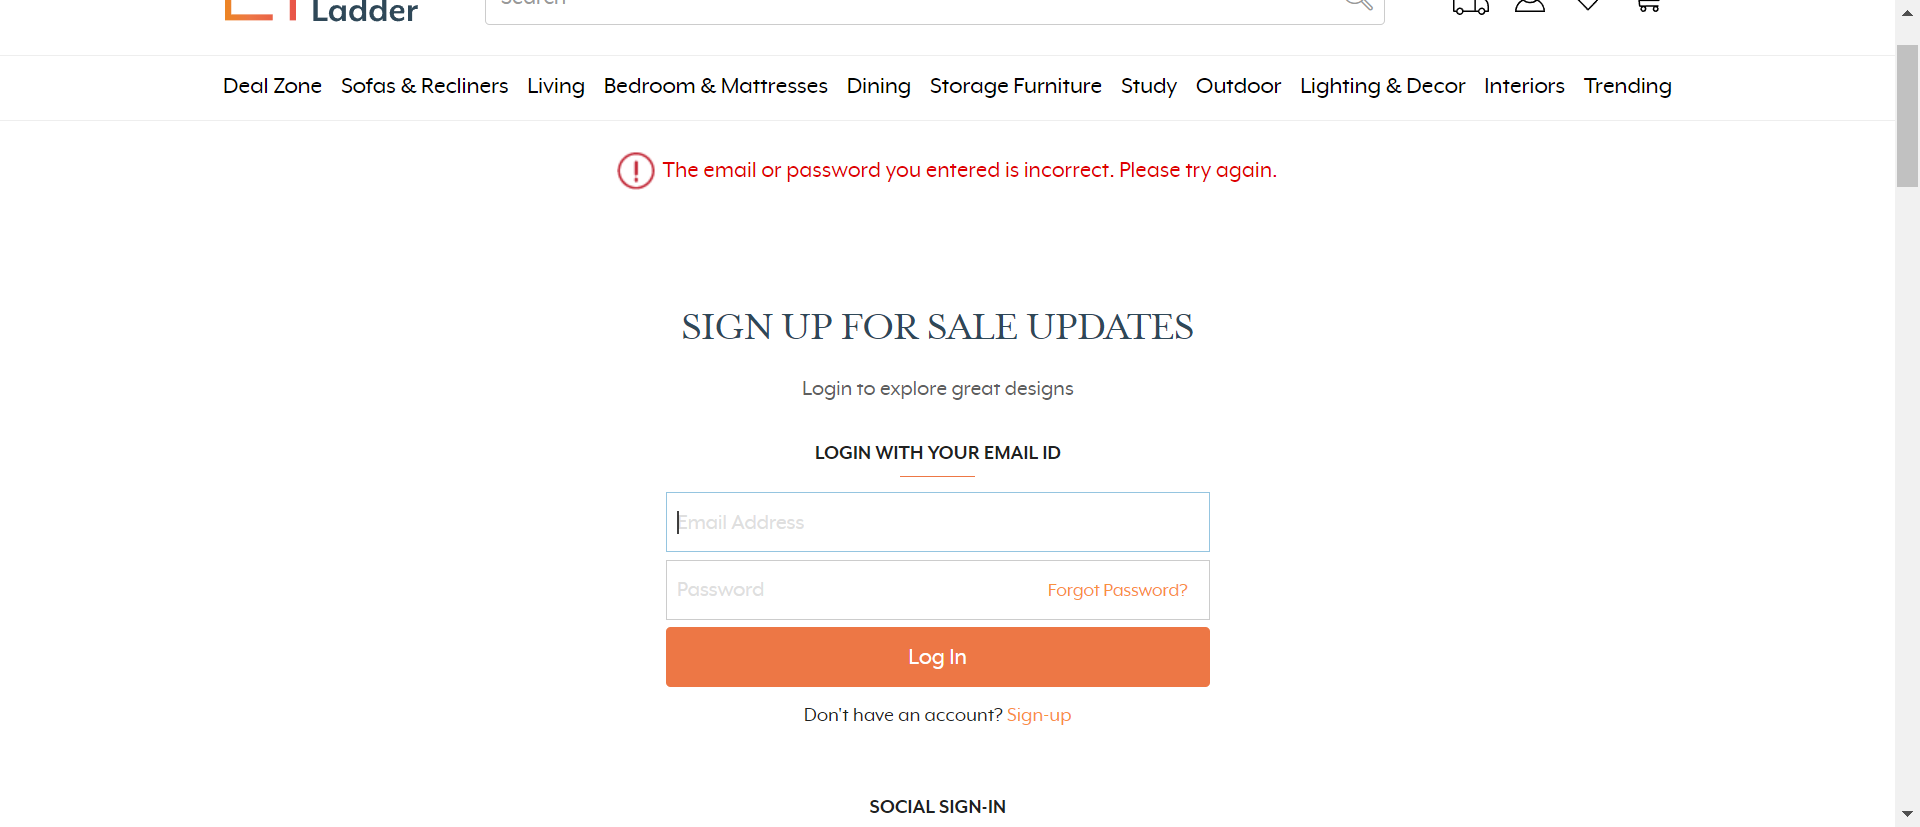 Ladder
Search
Deal Zone Sofas & Recliners Living Bedroom & Mattresses Dining Storage Furniture Study Outdoor Lighting & Decor Interiors Trending
The email or password you entered is incorrect. Please try again.
SIGN UP FOR SALE UPDATES
Login to explore great designs
LOGIN WITH YOUR EMAIL ID
Email Address
Password Forgot Password?
Log In
Don't have an account? Sign-up
SOCIAL SIGN-IN